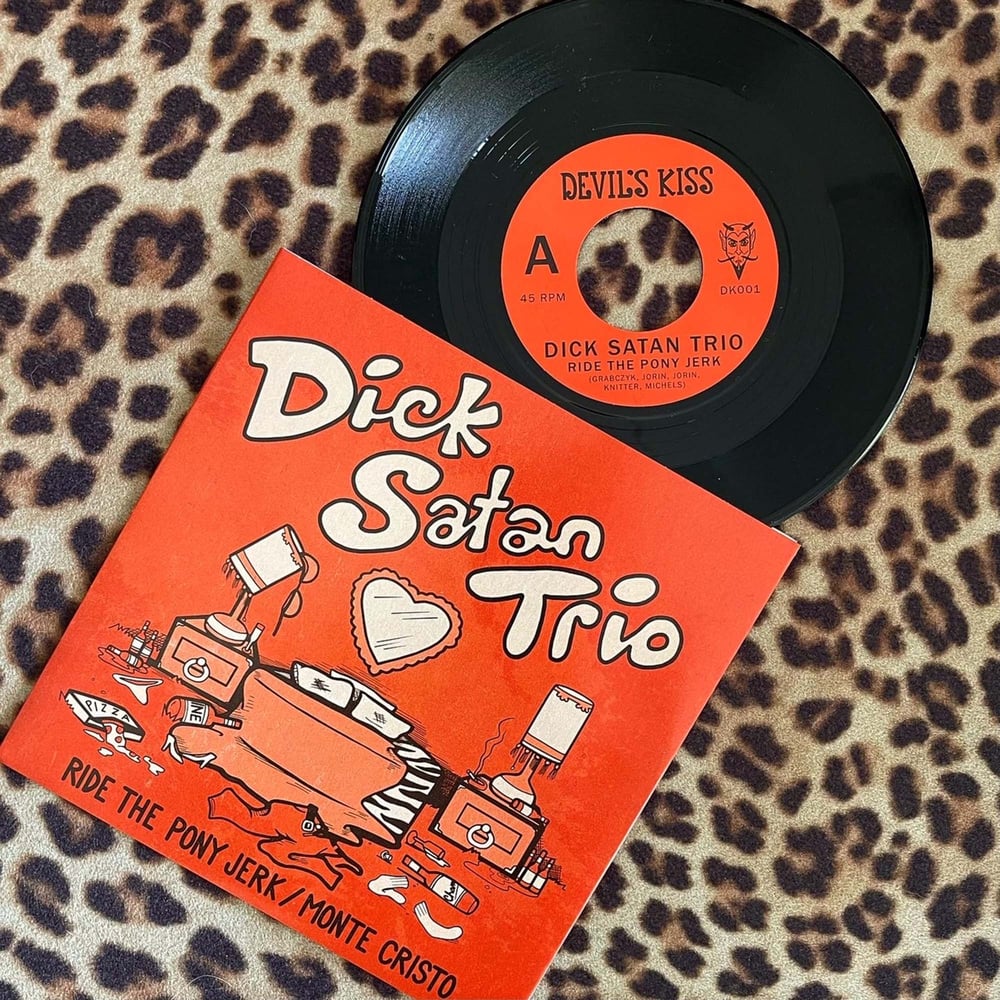 DEVIL'S KISS
A
45 RPM
DK001
DICK SATAN TRIO
RIDE THE PONY JERK
(GRABCZYK, JORIN, JORIN,
KNITTER, MICHELS)
Dick
Satan
Trio
PIZZA
RIDE THE PONY JERK / MONTE CRISTO